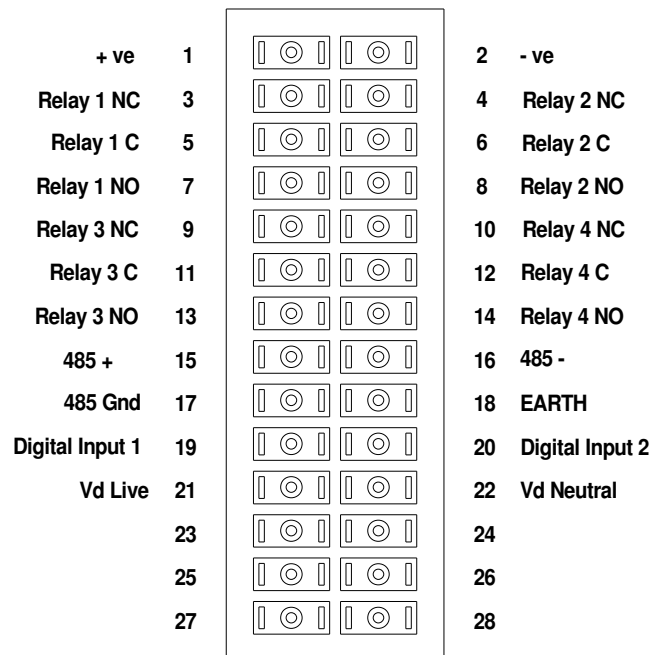 + ve 1 2 - ve
Relay 1 NC 3 4 Relay 2 NC
Relay 1 C 5 6 Relay 2 C
Relay 1 NO 7 8 Relay 2 NO
Relay 3 NC 9 10 Relay 4 NC
Relay 3 C 11 12 Relay 4 C
Relay 3 NO 13 14 Relay 4 NO
485 + 15 16 485 -
485 Gnd 17 18 EARTH
Digital Input 1 19 20 Digital Input 2
Vd Live 21 22 Vd Neutral
23 24
25 26
27 28